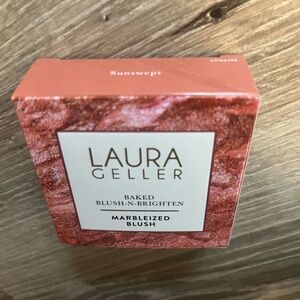 Sunswept
LAURA
GELLER
BAKED
BLUSH-N-BRIGHTEN
MARBLEIZED
BLUSH